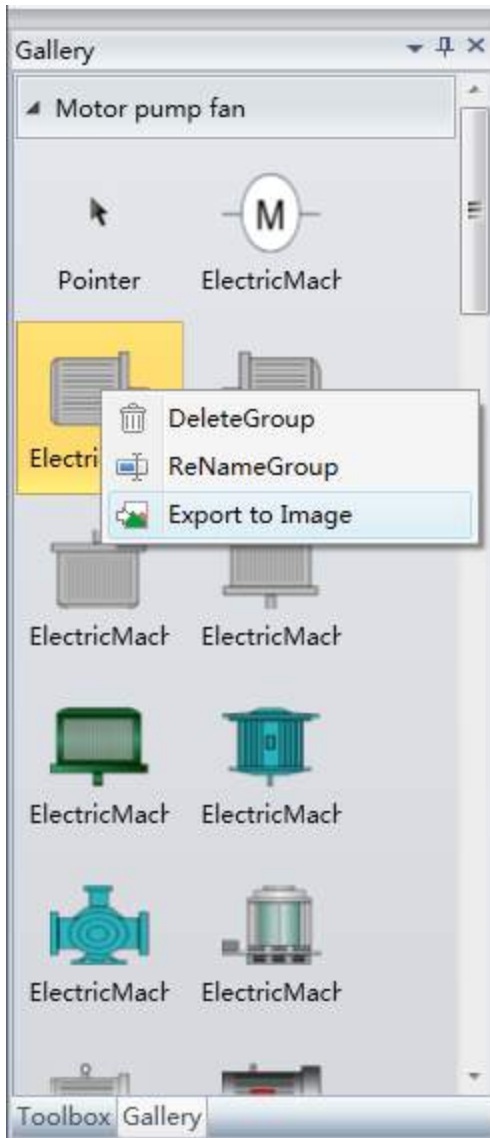 Gallery
Motor pump fan
M
Pointer
ElectricMach
Electri
DeleteGroup
ReNameGroup
Export to Image
ElectricMach
ElectricMach
ElectricMach
ElectricMach
ElectricMach
ElectricMach
Toolbox
Gallery